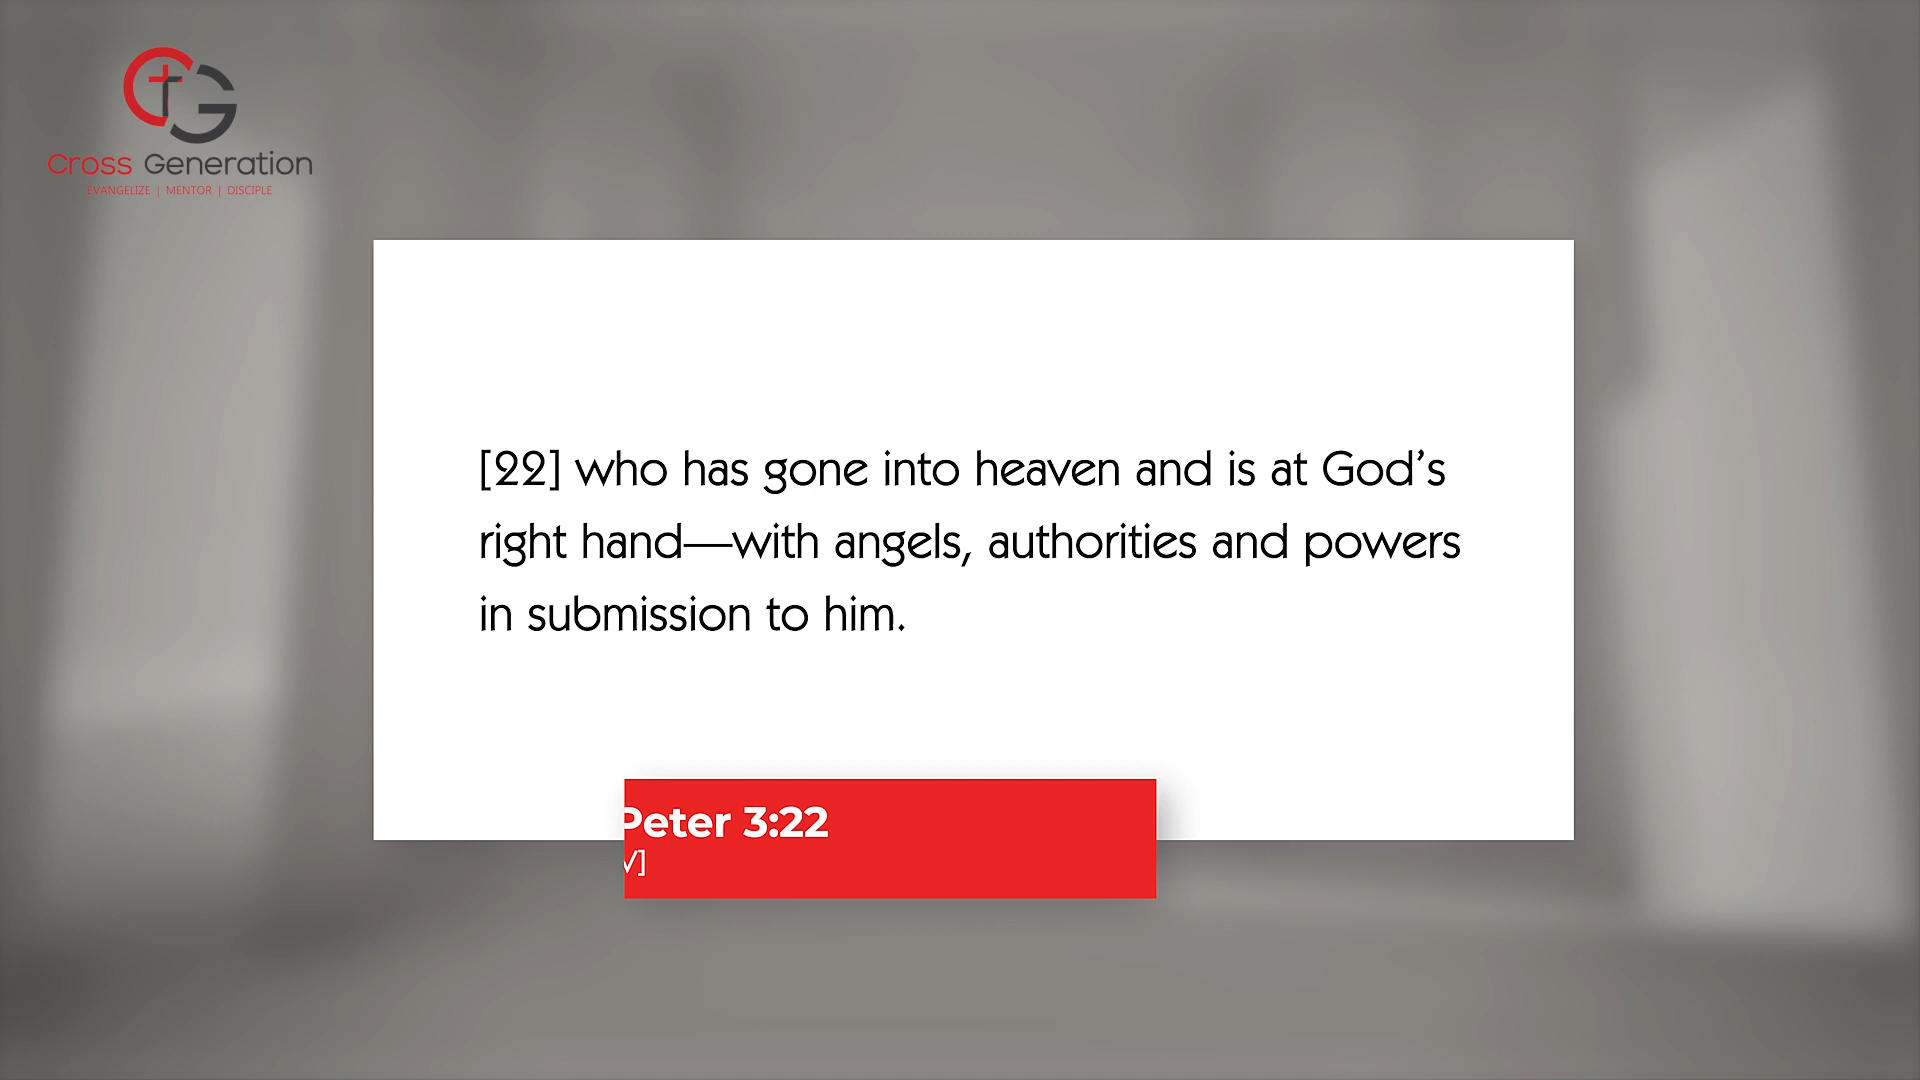 Cross Generation
EVANGELIZE | MENTOR | DISCIPLE
[22] who has gone into heaven and is at God’s
right hand—with angels, authorities and powers
in submission to him.
Peter 3:22
V]